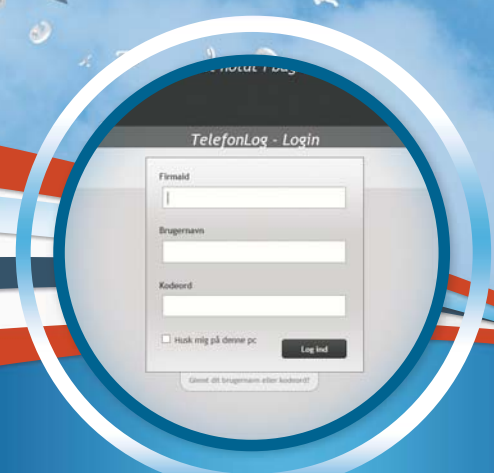 TelefonLog - Login
Firmaid
Brugernavn
Kodeord
Husk mig på denne pc
Log ind
Glemt dit brugernavn eller kodeord?